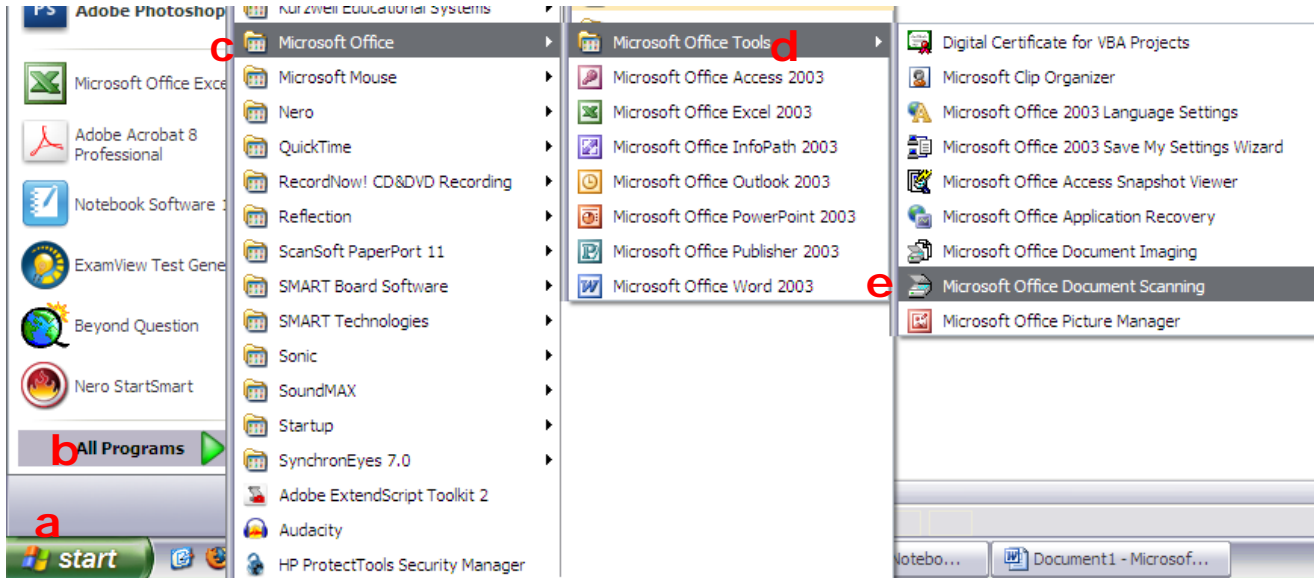 PS Adobe Photoshop
Microsoft Office Exce
Adobe Acrobat 8
Professional
Notebook Software 1
ExamView Test Gene
Beyond Question
Nero StartSmart
b All Programs
a
start
Kurzweil Educational Systems
c Microsoft Office
Microsoft Mouse
Nero
QuickTime
RecordNow! CD&DVD Recording
Reflection
ScanSoft PaperPort 11
SMART Board Software
SMART Technologies
Sonic
SoundMAX
Startup
SynchronEyes 7.0
Adobe ExtendScript Toolkit 2
Audacity
HP ProtectTools Security Manager
Microsoft Office Tools d
Microsoft Office Access 2003
Microsoft Office Excel 2003
Microsoft Office InfoPath 2003
Microsoft Office Outlook 2003
Microsoft Office PowerPoint 2003
Microsoft Office Publisher 2003
Microsoft Office Word 2003
Digital Certificate for VBA Projects
Microsoft Clip Organizer
Microsoft Office 2003 Language Settings
Microsoft Office 2003 Save My Settings Wizard
Microsoft Office Access Snapshot Viewer
Microsoft Office Application Recovery
Microsoft Office Document Imaging
e Microsoft Office Document Scanning
Microsoft Office Picture Manager
Notebo...
Document1 - Microsof...